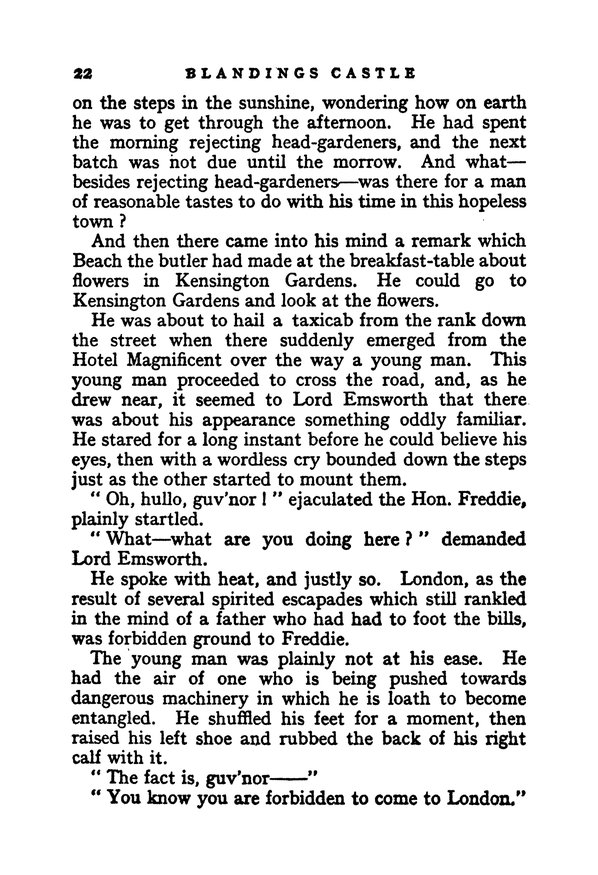 22 BLANDINGS CASTLE
on the steps in the sunshine, wondering how on earth
he was to get through the afternoon. He had spent
the morning rejecting head-gardeners, and the next
batch was not due until the morrow. And what—
besides rejecting head-gardeners—was there for a man
of reasonable tastes to do with his time in this hopeless
town ?
And then there came into his mind a remark which
Beach the butler had made at the breakfast-table about
flowers in Kensington Gardens. He could go to
Kensington Gardens and look at the flowers.
He was about to hail a taxicab from the rank down
the street when there suddenly emerged from the
Hotel Magnificent over the way a young man. This
young man proceeded to cross the road, and, as he
drew near, it seemed to Lord Emsworth that there
was about his appearance something oddly familiar.
He stared for a long instant before he could believe his
eyes, then with a wordless cry bounded down the steps
just as the other started to mount them.
" Oh, hullo, guv'nor ! " ejaculated the Hon. Freddie,
plainly startled.
" What—what are you doing here ? " demanded
Lord Emsworth.
He spoke with heat, and justly so. London, as the
result of several spirited escapades which still rankled
in the mind of a father who had had to foot the bills,
was forbidden ground to Freddie.
The young man was plainly not at his ease. He
had the air of one who is being pushed towards
dangerous machinery in which he is loath to become
entangled. He shuffled his feet for a moment, then
raised his left shoe and rubbed the back of his right
calf with it.
" The fact is, guv'nor——"
" You know you are forbidden to come to London."